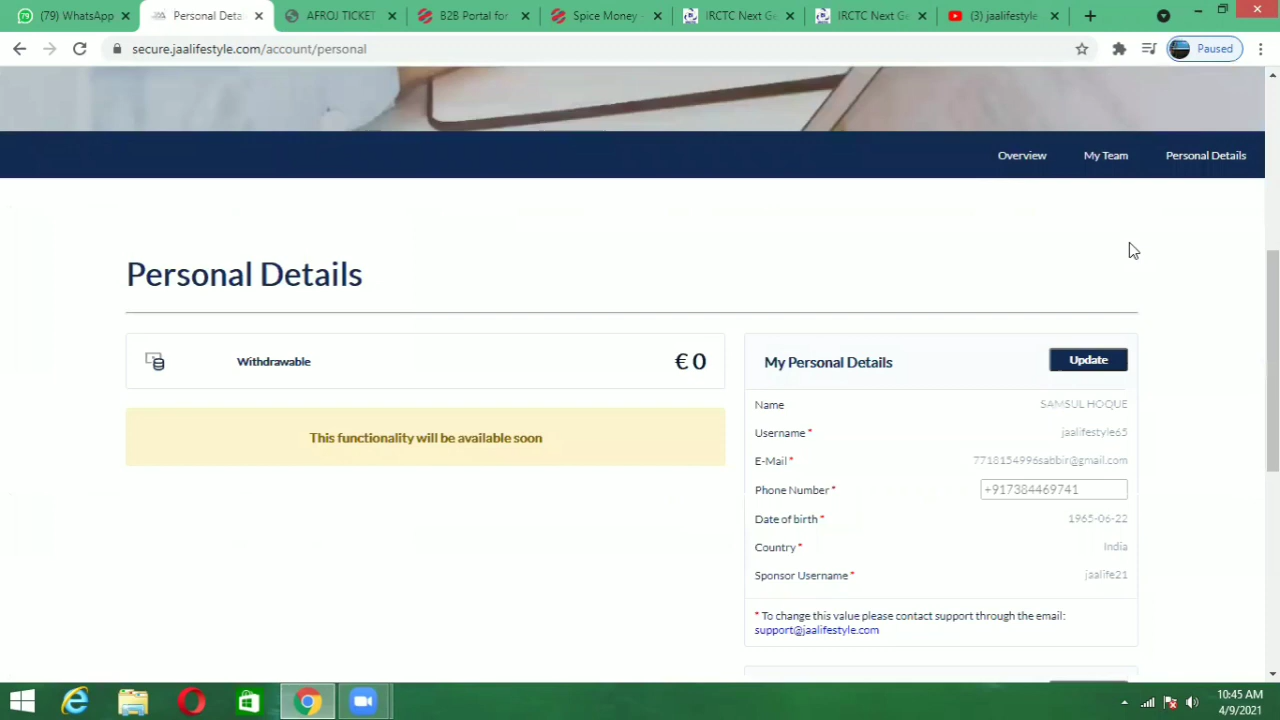 (79) WhatsApp
Personal Deta
AFROJ TICKET
B2B Portal for
Spice Money -
IRCTC Next Ge
IRCTC Next Ge
(3) jaalifestyle
secure.jaalifestyle.com/account/personal
Paused
Overview
My Team
Personal Details
Personal Details
Withdrawable
€ 0
This functionality will be available soon
My Personal Details
Update
Name
SAMSUL HOQUE
Username *
jaalifestyle65
E-Mail *
7718154996sabbir@gmail.com
Phone Number *
+917384469741
Date of birth *
1965-06-22
Country *
India
Sponsor Username *
jaalife21
* To change this value please contact support through the email:
support@jaalifestyle.com
10:45 AM
4/9/2021